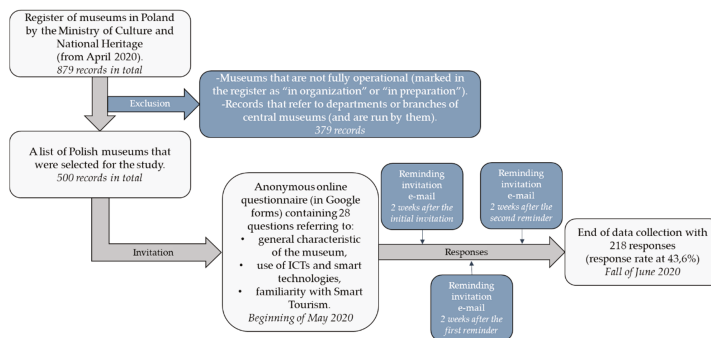 Register of museums in Poland
by the Ministry of Culture and
National Heritage
(from April 2020).
879 records in total
Exclusion
-Museums that are not fully operational (marked in
the register as "in organization" or "in preparation").
-Records that refer to departments or branches of
central museums (and are run by them).
379 records
A list of Polish museums that
were selected for the study.
500 records in total
Invitation
Anonymous online
questionnaire (in Google
forms) containing 28
questions referring to:
• general characteristic
of the museum,
• use of ICTs and smart
technologies,
• familiarity with Smart
Tourism.
Beginning of May 2020
Reminding
invitation
e-mail
2 weeks after the
initial invitation
Reminding
invitation
e-mail
2 weeks after the
second reminder
Responses
Reminding
invitation
e-mail
2 weeks after the
first reminder
End of data collection with
218 responses
(response rate at 43,6%)
Fall of June 2020